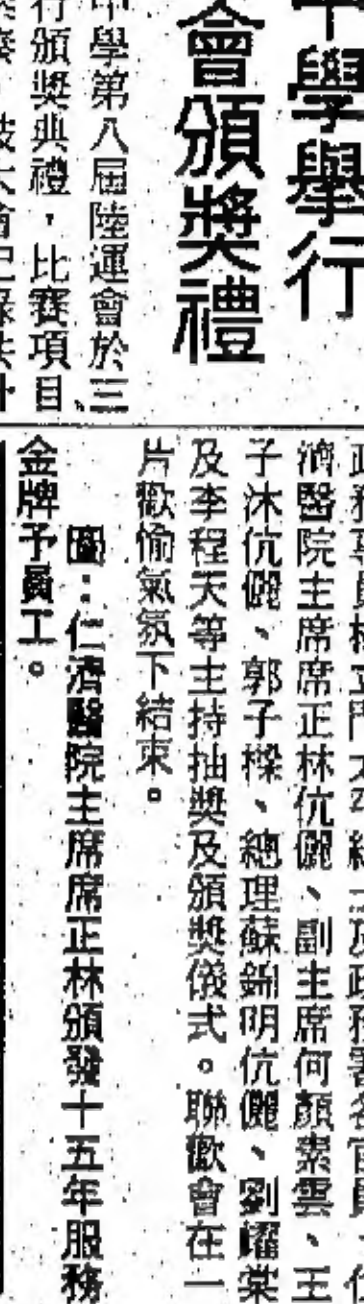 中學舉行
會頒獎禮
中學第八屆陸運會於三
行頒獎典禮，比賽項目
濟醫院主席席正林伉儷、副主席何顏素雲、王
子沐伉儷、郭子樑、總理蘇錦明伉儷、劉耀棠
及李程天等主持抽獎及頒獎儀式。聯歡會在一
片歡愉氣氛下結束。
圖：仁濟醫院主席席正林頒發十五年服務
金牌予員工。